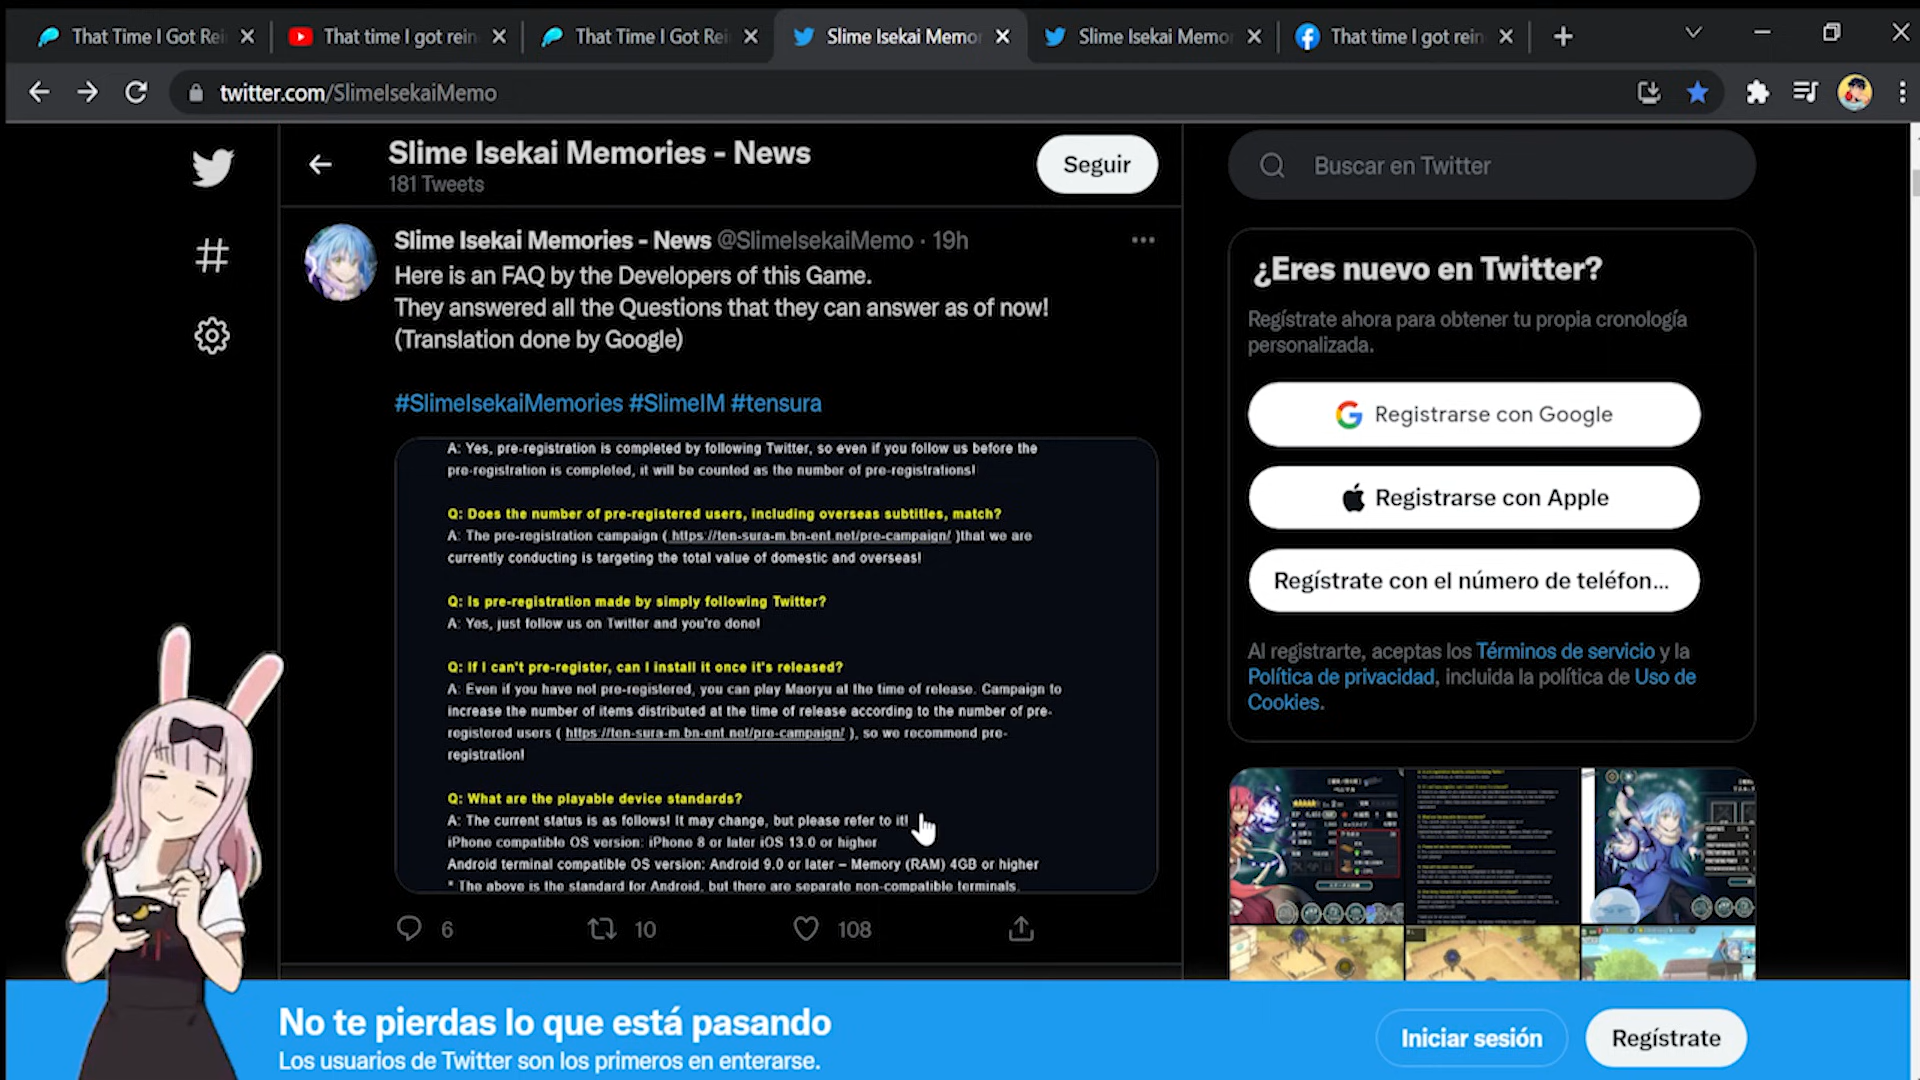 That Time I Got Rei
That time I got rein
That Time I Got Rei
Slime Isekai Memor
Slime Isekai Memor
That time I got rein
twitter.com/SlimeIsekaiMemo
Slime Isekai Memories - News
181 Tweets
Seguir
Buscar en Twitter
Slime Isekai Memories - News @SlimeIsekaiMemo · 19h
Here is an FAQ by the Developers of this Game.
They answered all the Questions that they can answer as of now!
(Translation done by Google)
#SlimeIsekaiMemories #SlimeIM #tensura
A: Yes, pre-registration is completed by following Twitter, so even if you follow us before the
pre-registration is completed, it will be counted as the number of pre-registrations!
Q: Does the number of pre-registered users, including overseas subtitles, match?
A: The pre-registration campaign ( https://ten-sura-m.bn-ent.net/pre-campaign/ )that we are
currently conducting is targeting the total value of domestic and overseas!
Q: Is pre-registration made by simply following Twitter?
A: Yes, just follow us on Twitter and you're done!
Q: If I can't pre-register, can I install it once it's released?
A: Even if you have not pre-registered, you can play Maoryu at the time of release. Campaign to
increase the number of items distributed at the time of release according to the number of pre-
registered users ( https://ten-sura-m.bn-ent.net/pre-campaign/ ), so we recommend pre-
registration!
Q: What are the playable device standards?
A: The current status is as follows! It may change, but please refer to it!
iPhone compatible OS version: iPhone 8 or later iOS 13.0 or higher
Android terminal compatible OS version: Android 9.0 or later – Memory (RAM) 4GB or higher
* The above is the standard for Android, but there are separate non-compatible terminals.
6
10
108
¿Eres nuevo en Twitter?
Regístrate ahora para obtener tu propia cronología
personalizada.
Registrarse con Google
Registrarse con Apple
Regístrate con el número de teléfon...
Al registrarte, aceptas los Términos de servicio y la
Política de privacidad, incluida la política de Uso de
Cookies.
No te pierdas lo que está pasando
Los usuarios de Twitter son los primeros en enterarse.
Iniciar sesión
Regístrate